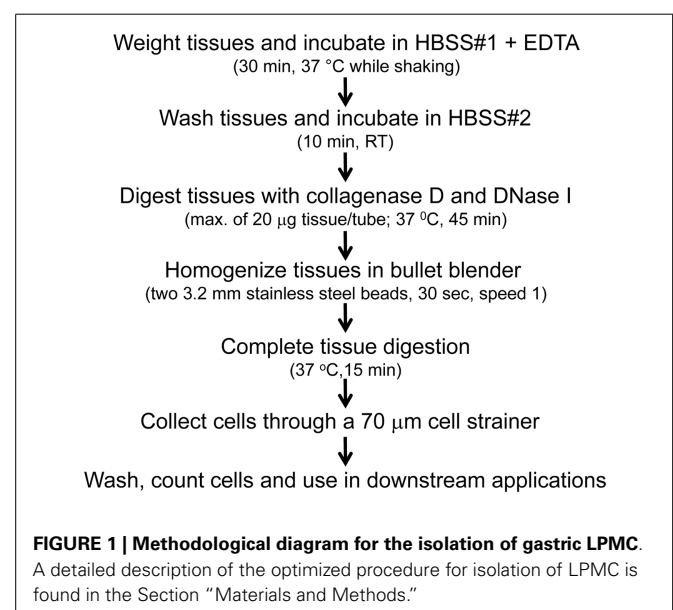 Weight tissues and incubate in HBSS#1 + EDTA
(30 min, 37 °C while shaking)
Wash tissues and incubate in HBSS#2
(10 min, RT)
Digest tissues with collagenase D and DNase I
(max. of 20 μg tissue/tube; 37 ⁰C, 45 min)
Homogenize tissues in bullet blender
(two 3.2 mm stainless steel beads, 30 sec, speed 1)
Complete tissue digestion
(37 ºC,15 min)
Collect cells through a 70 μm cell strainer
Wash, count cells and use in downstream applications
FIGURE 1 | Methodological diagram for the isolation of gastric LPMC.
A detailed description of the optimized procedure for isolation of LPMC is
found in the Section “Materials and Methods.”